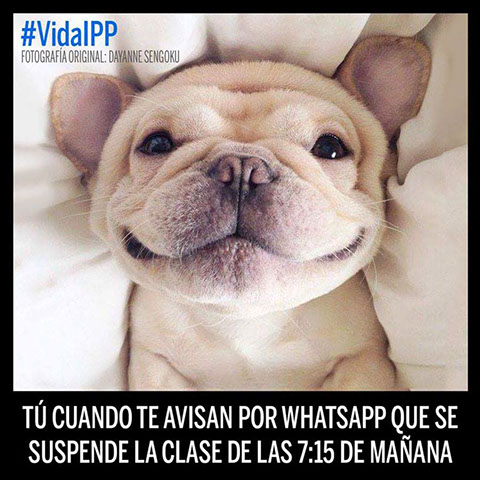 #VidaIPP
FOTOGRAFÍA ORIGINAL: DAYANNE SENGOKU
TÚ CUANDO TE AVISAN POR WHATSAPP QUE SE
SUSPENDE LA CLASE DE LAS 7:15 DE MAÑANA